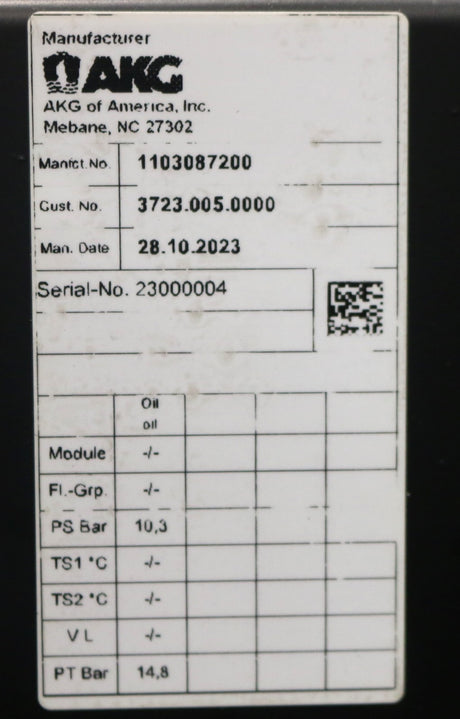 Manufacturer
AKG
AKG of America, Inc.
Mebane, NC 27302
Manfct.No. 1103087200
Cust. No. 3723.005.0000
Man. Date 28.10.2023
Serial-No. 23000004
Oil
oil
Module -/-
Fl.-Grp. -/-
PS Bar 10,3
TS1 °C -/-
TS2 °C -/-
V L -/-
PT Bar 14,8